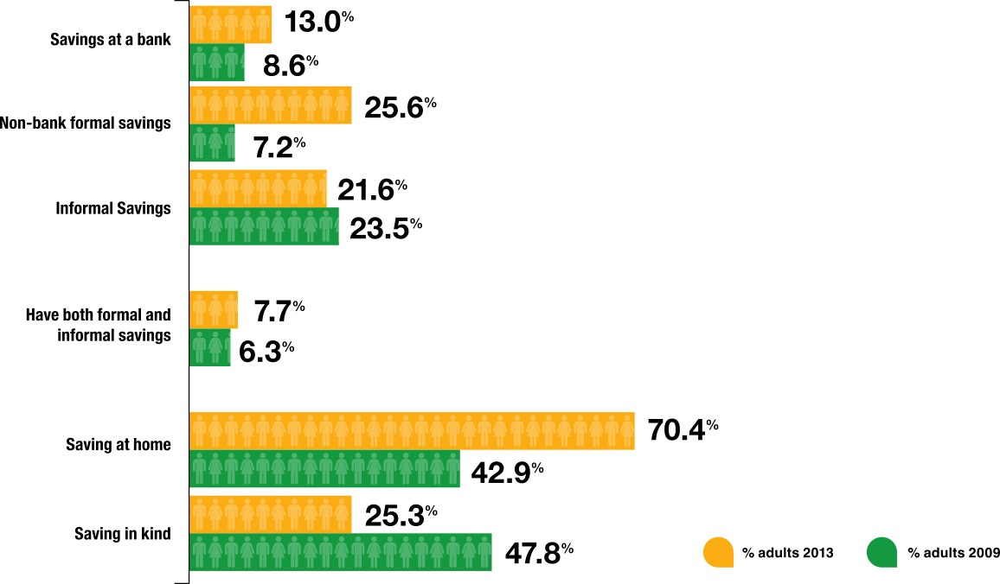 Savings at a bank
13.0%
8.6%
Non-bank formal savings
25.6%
7.2%
Informal Savings
21.6%
23.5%
Have both formal and
informal savings
7.7%
6.3%
Saving at home
70.4%
42.9%
Saving in kind
25.3%
47.8%
% adults 2013
% adults 2009